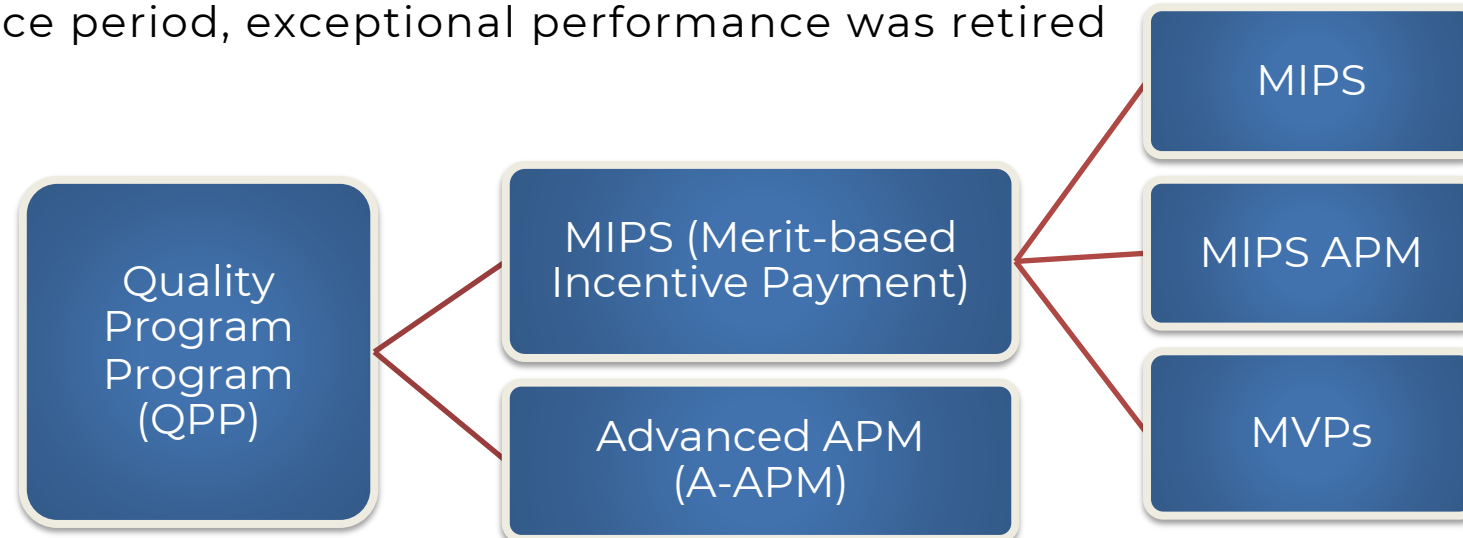 ce period, exceptional performance was retired
Quality
Program
Program
(QPP)
MIPS (Merit-based
Incentive Payment)
Advanced APM
(A-APM)
MIPS
MIPS APM
MVPs